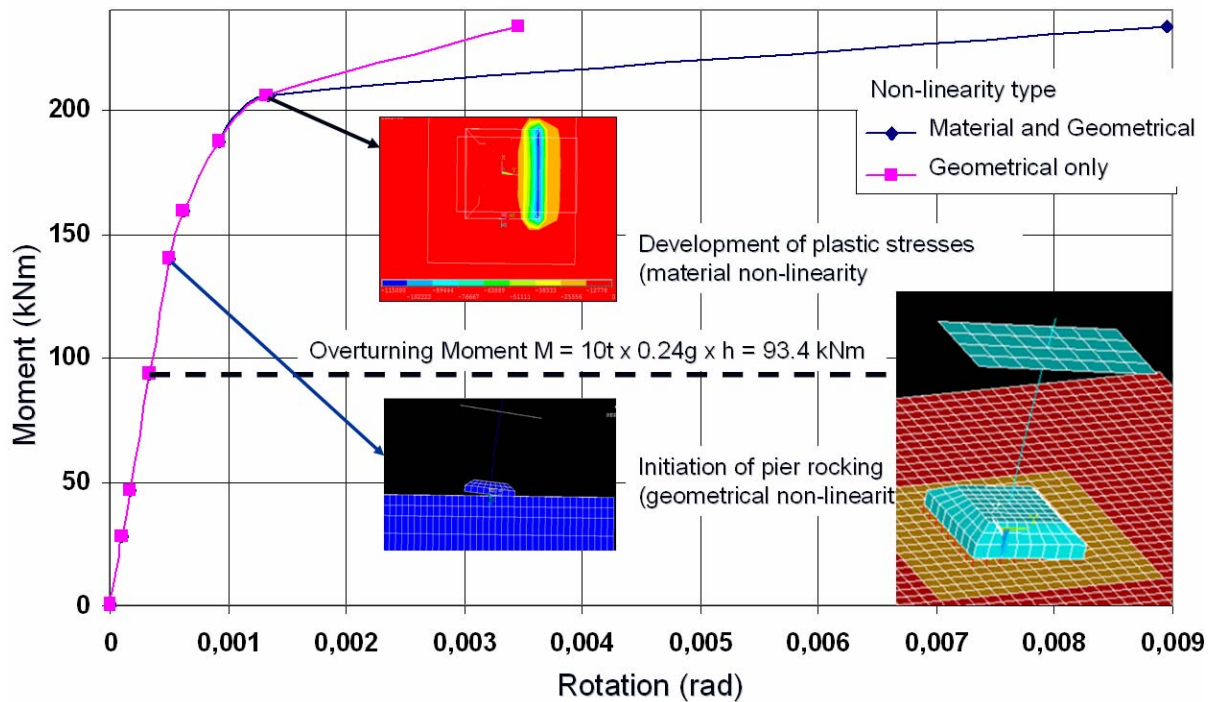 200
150
100
50
0
Moment (kNm)
0
0,001
0,002
0,003
0,004
0,005
0,006
0,007
0,008
0,009
Rotation (rad)
Non-linearity type
Material and Geometrical
Geometrical only
Development of plastic stresses
(material non-linearity
Overturning Moment M = 10t x 0.24g x h = 93.4 kNm
Initiation of pier rocking
(geometrical non-linearit